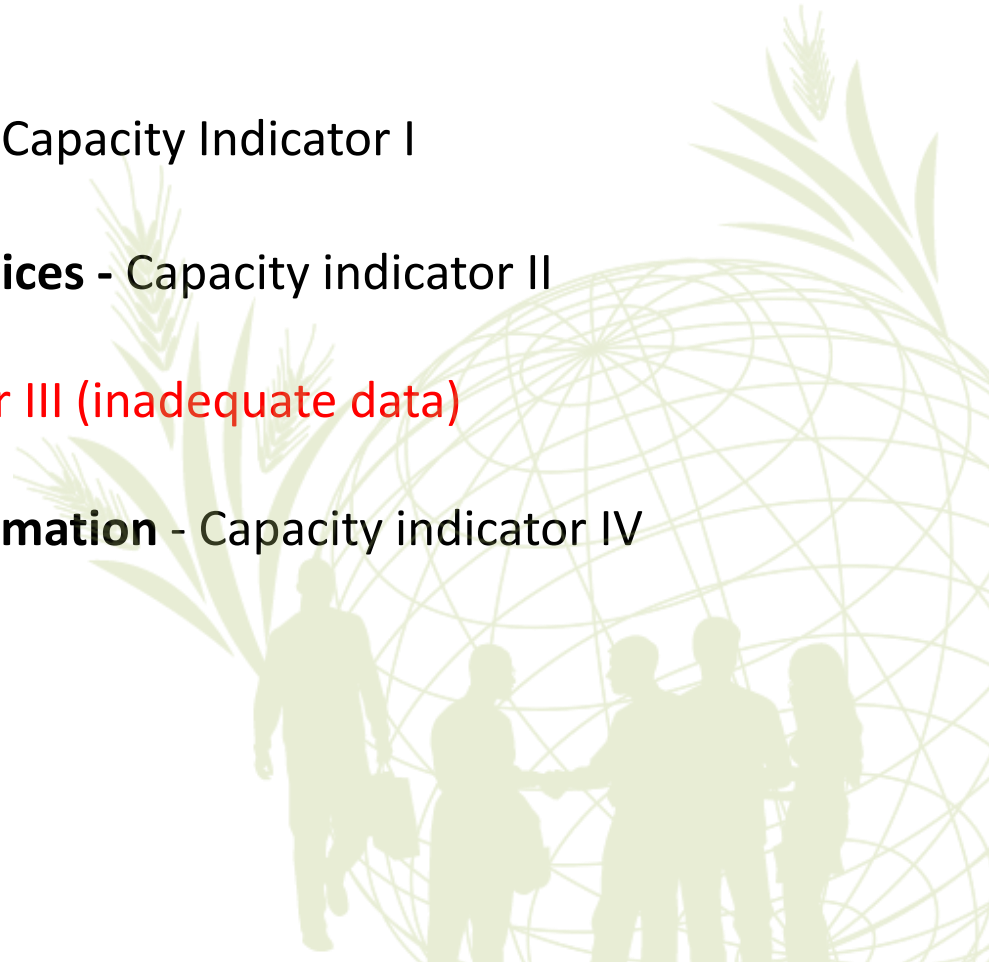 Capacity Indicator I
ices - Capacity indicator II
r III (inadequate data)
mation - Capacity indicator IV